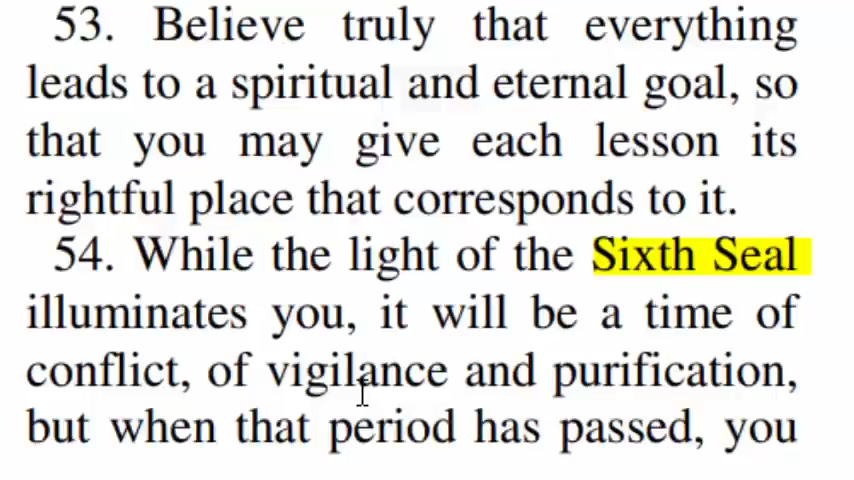 53. Believe truly that everything
leads to a spiritual and eternal goal, so
that you may give each lesson its
rightful place that corresponds to it.
54. While the light of the Sixth Seal
illuminates you, it will be a time of
conflict, of vigilance and purification,
but when that period has passed, you